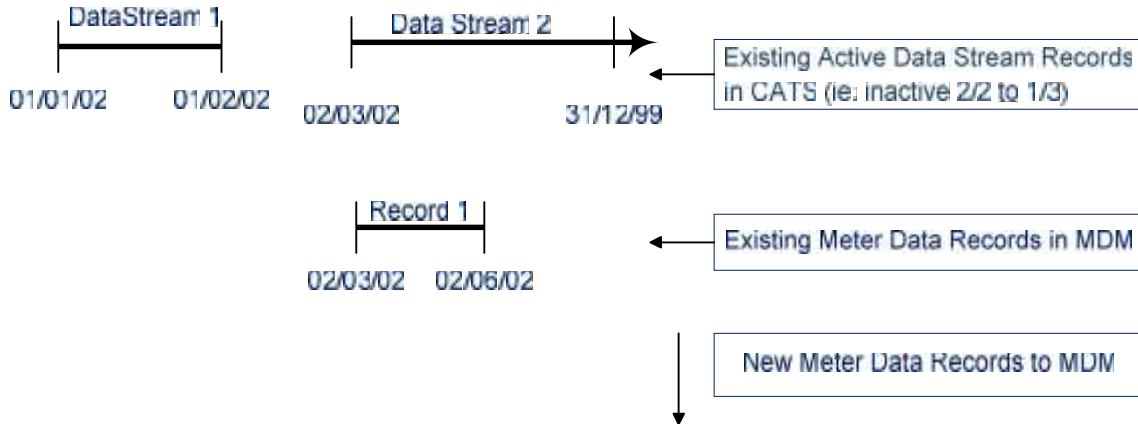 DataStream 1
Data Stream 2
01/01/02 01/02/02
02/03/02 31/12/99
Existing Active Data Stream Records
in CATS (ie: inactive 2/2 to 1/3)
Record 1
02/03/02 02/06/02
Existing Meter Data Records in MDM
New Meter Data Records to MDM